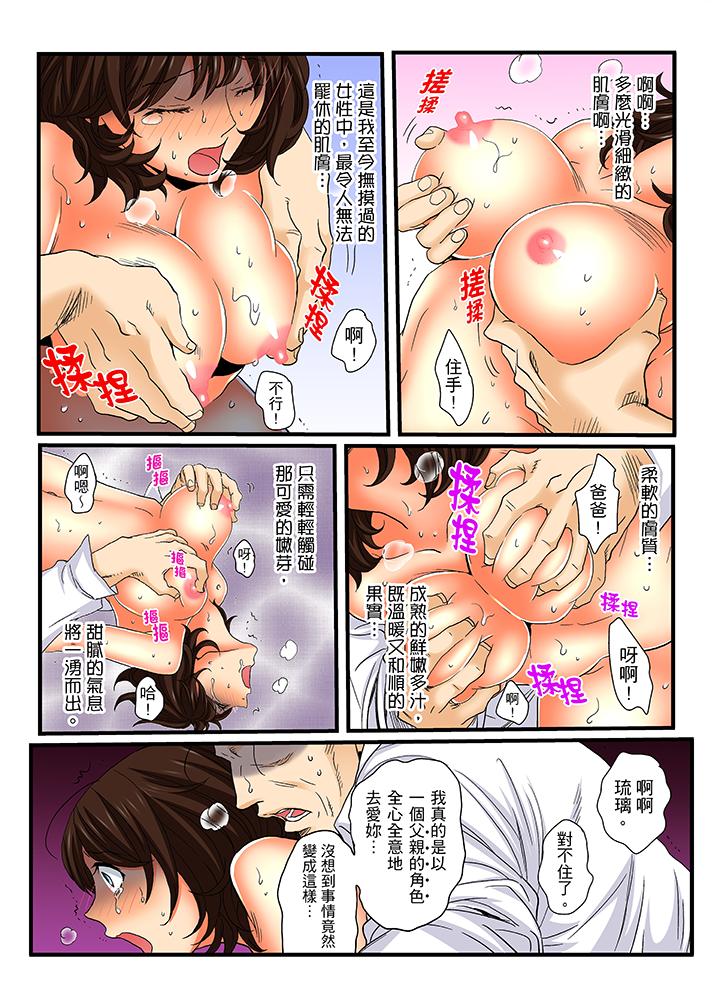 啊啊…
多麼光滑細緻的
肌膚啊…
搓揉
搓揉
住手！
這是我至今撫摸過的
女性中，最令人無法
罷休的肌膚…
揉捏
啊！
不行！
揉捏
柔軟的膚質…
爸爸！
揉捏
揉捏
呀啊！
成熟的鮮嫩多汁，
既溫暖又和順的
果實…
啊！
揉捏
只需輕輕觸碰
那可愛的嫩芽，
摳摳
啊嗯～
呀！
摳摳
摳摳
甜膩的氣息
將一湧而出。
哈！
啊啊
琉璃。
對不住了。
我真的是以
一個父親的角色
全心全意地
去愛妳…
沒想到事情竟然
變成這樣…